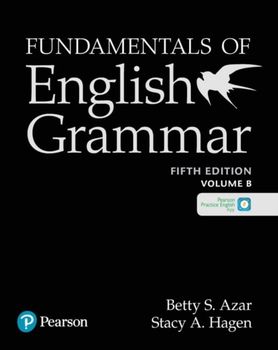 FUNDAMENTALS OF
English
Grammar
FIFTH EDITION
VOLUME B
Pearson
Practice English
App
Pearson
Betty S. Azar
Stacy A. Hagen